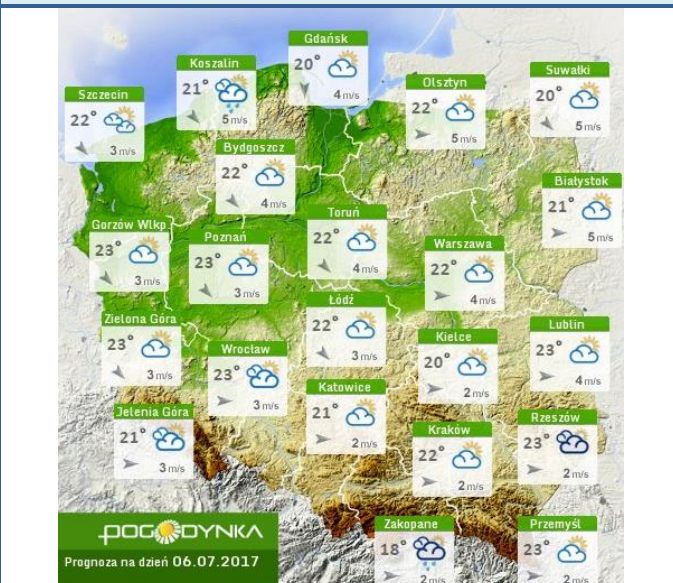 Gdańsk
20°
4 m/s
Koszalin
21°
5 m/s
Szczecin
22°
3 m/s
Olsztyn
22°
5 m/s
Suwałki
20°
5 m/s
Bydgoszcz
22°
4 m/s
Białystok
21°
5 m/s
Gorzów Wlkp
23°
3 m/s
Poznań
23°
3 m/s
Toruń
22°
4 m/s
Warszawa
22°
4 m/s
Zielona Góra
23°
3 m/s
Łódź
22°
3 m/s
Wrocław
23°
3 m/s
Kielce
20°
2 m/s
Lublin
23°
4 m/s
Katowice
21°
2 m/s
Jelenia Góra
21°
3 m/s
Kraków
22°
2 m/s
Rzeszów
23°
2 m/s
Zakopane
18°
2 m/s
Przemyśl
23°
2 m/s
POGODYNKA
Prognoza na dzień 06.07.2017